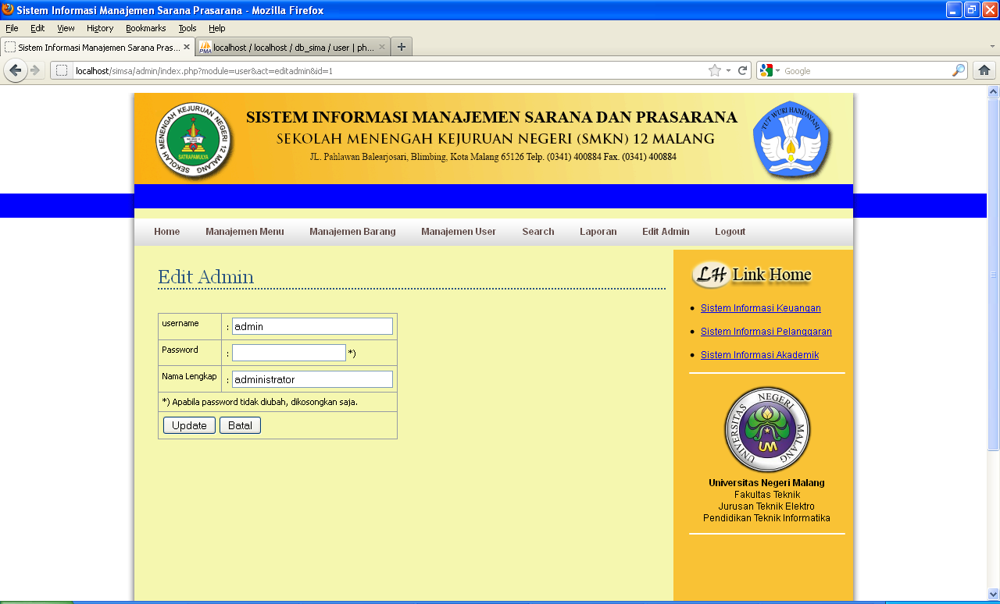 Sistem Informasi Manajemen Sarana Prasarana - Mozilla Firefox
File Edit View History Bookmarks Tools Help
Sistem Informasi Manajemen Sarana Pras...
PMA localhost / localhost / db_sima / user | ph...
localhost/simsa/admin/index.php?module=user&act=editadmin&id=1
Google
SEKOLAH MENENGAH KEJURUAN NEGERI 12 MALANG
SATRAPAMULYA
SISTEM INFORMASI MANAJEMEN SARANA DAN PRASARANA
SEKOLAH MENENGAH KEJURUAN NEGERI (SMKN) 12 MALANG
JL. Pahlawan Balearjosari, Blimbing, Kota Malang 65126 Telp. (0341) 400884 Fax. (0341) 400884
TUT WURI HANDAYANI
Home Manajemen Menu Manajemen Barang Manajemen User Search Laporan Edit Admin Logout
Edit Admin
username : admin
Password : *)
Nama Lengkap : administrator
*) Apabila password tidak diubah, dikosongkan saja.
Update Batal
LH Link Home
Sistem Informasi Keuangan
Sistem Informasi Pelanggaran
Sistem Informasi Akademik
UNIVERSITAS NEGERI MALANG
UM
Universitas Negeri Malang
Fakultas Teknik
Jurusan Teknik Elektro
Pendidikan Teknik Informatika